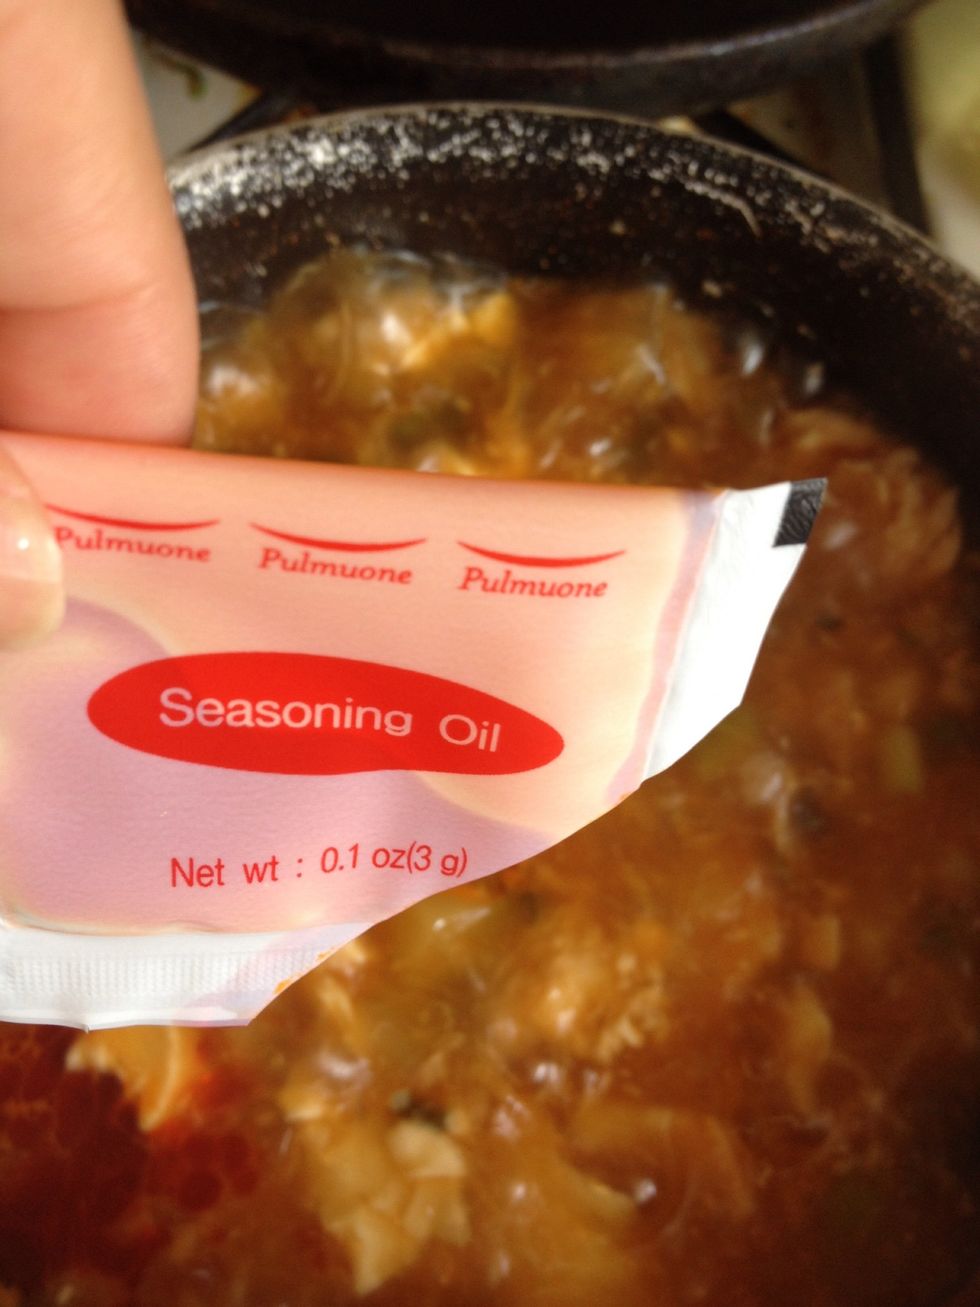 Pulmuone Pulmuone Pulmuone
Seasoning Oil
Net wt : 0.1 oz(3 g)